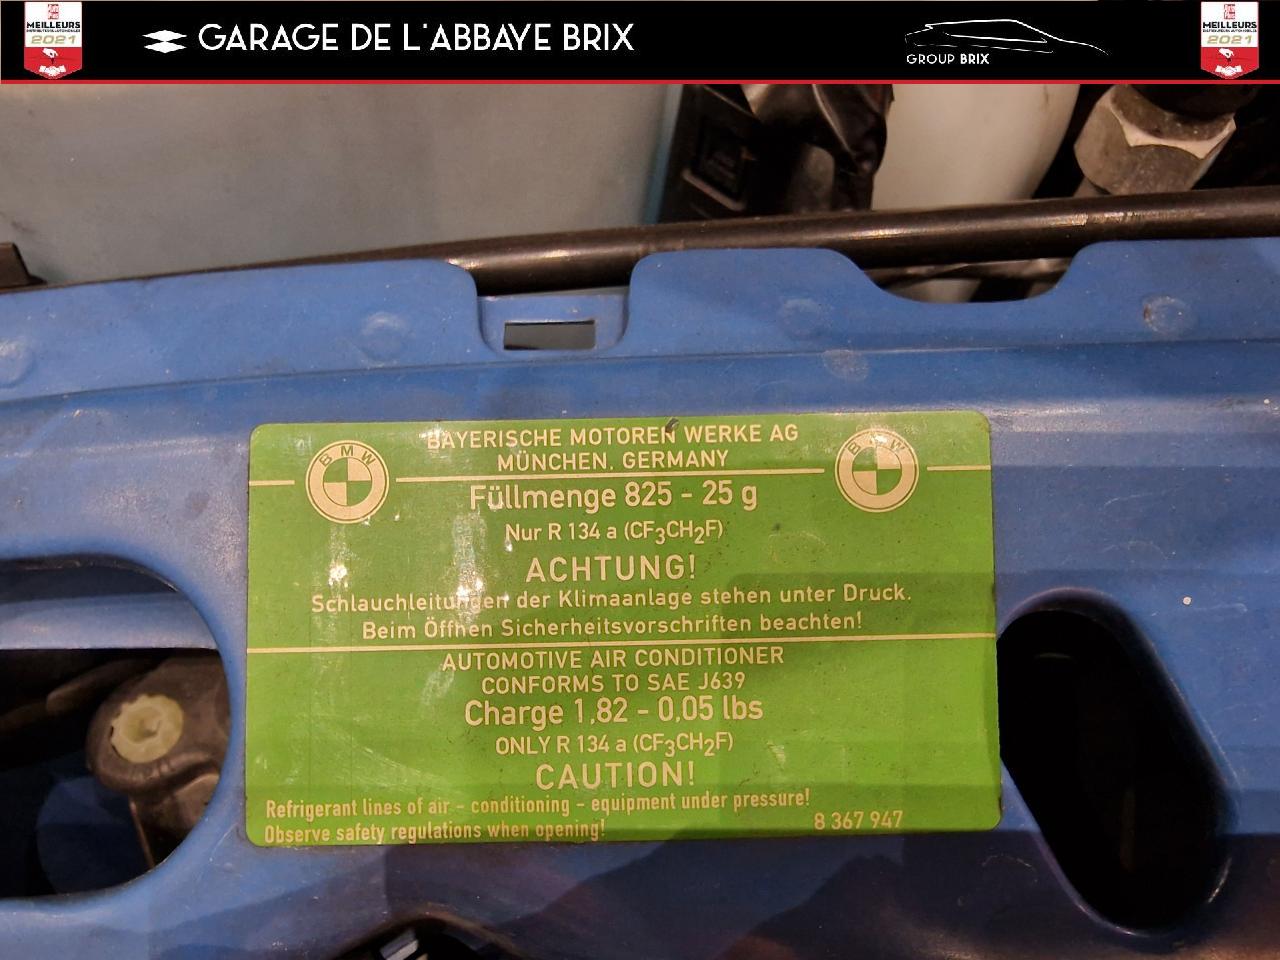 MEILLEURS
2021
GARAGE DE L'ABBAYE BRIX
GROUP BRIX
MEILLEURS
2021
BAYERISCHE MOTOREN WERKE AG
MÜNCHEN, GERMANY
BMW
BMW
Füllmenge 825 - 25 g
Nur R 134 a (CF3CH2F)
ACHTUNG!
Schlauchleitungen der Klimaanlage stehen unter Druck.
Beim Öffnen Sicherheitsvorschriften beachten!
AUTOMOTIVE AIR CONDITIONER
CONFORMS TO SAE J639
Charge 1,82 - 0,05 lbs
ONLY R 134 a (CF3CH2F)
CAUTION!
Refrigerant lines of air - conditioning - equipment under pressure!
Observe safety regulations when opening!
8 367 947